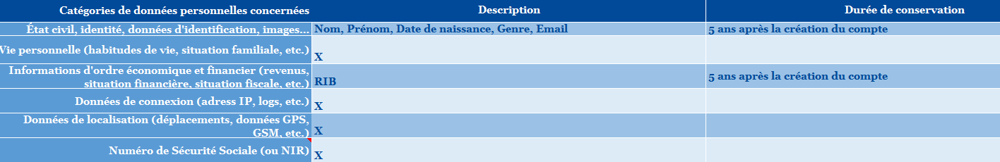 Catégories de données personnelles concernées Description Durée de conservation
État civil, identité, données d'identification, images... Nom, Prénom, Date de naissance, Genre, Email 5 ans après la création du compte
Vie personnelle (habitudes de vie, situation familiale, etc.) X
Informations d'ordre économique et financier (revenus,
situation financière, situation fiscale, etc.) RIB 5 ans après la création du compte
Données de connexion (adress IP, logs, etc.) X
Données de localisation (déplacements, données GPS,
GSM, etc.) X
Numéro de Sécurité Sociale (ou NIR) X